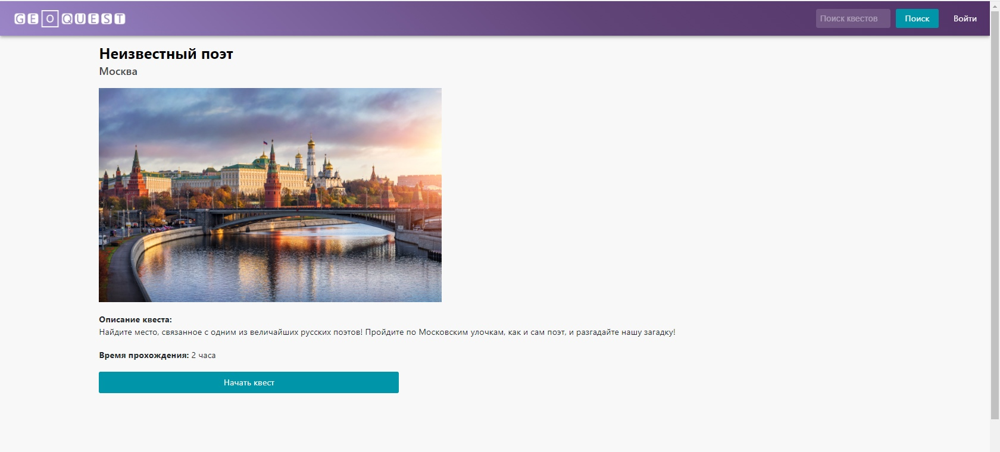 GEOQUEST
Поиск квестов
Поиск
Войти
Неизвестный поэт
Москва
Описание квеста:
Найдите место, связанное с одним из величайших русских поэтов! Пройдите по Московским улочкам, как и сам поэт, и разгадайте нашу загадку!
Время прохождения: 2 часа
Начать квест